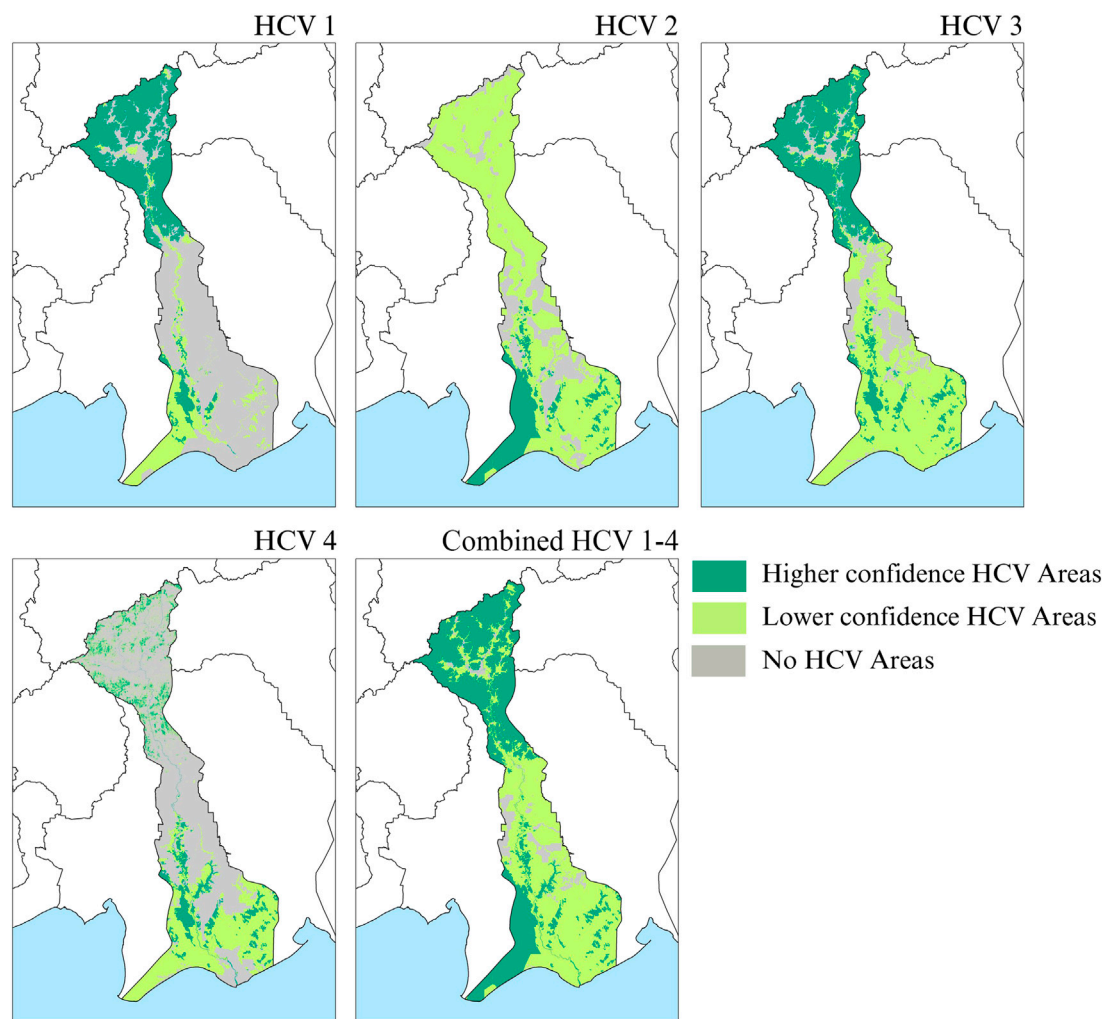 HCV 1
HCV 2
HCV 3
HCV 4
Combined HCV 1-4
Higher confidence HCV Areas
Lower confidence HCV Areas
No HCV Areas